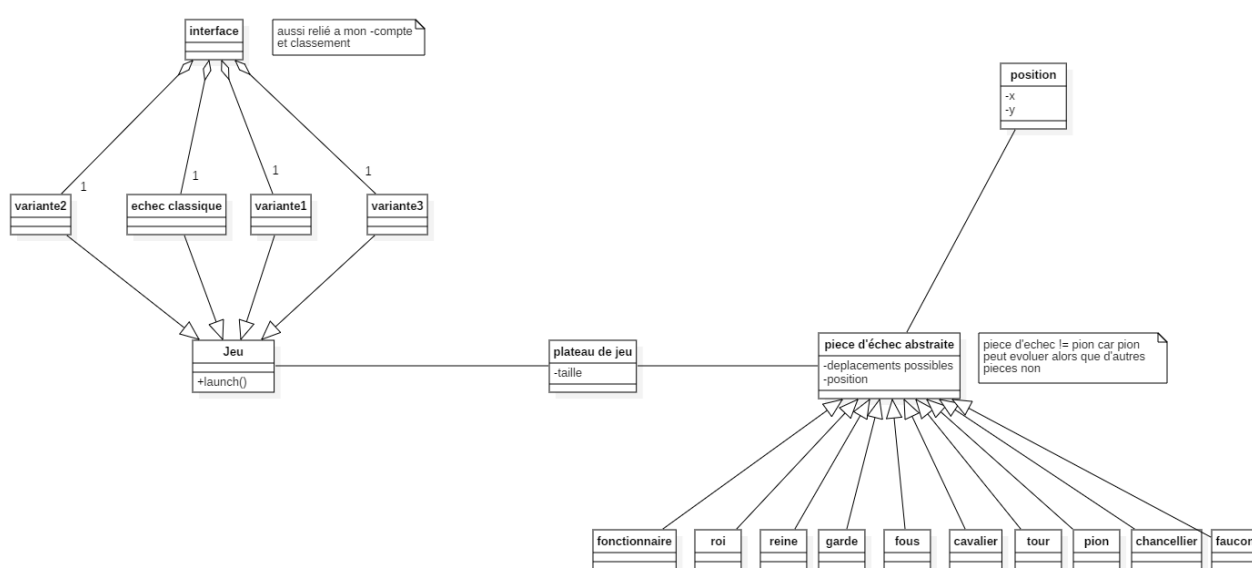 interface
aussi relié a mon -compte
et classement
position
-x
-y
1
1
1
1
variante2
echec classique
variante1
variante3
Jeu
+launch()
plateau de jeu
-taille
piece d'échec abstraite
-deplacements possibles
-position
piece d'echec != pion car pion
peut evoluer alors que d'autres
pieces non
fonctionnaire
roi
reine
garde
fous
cavalier
tour
pion
chancellier
faucon